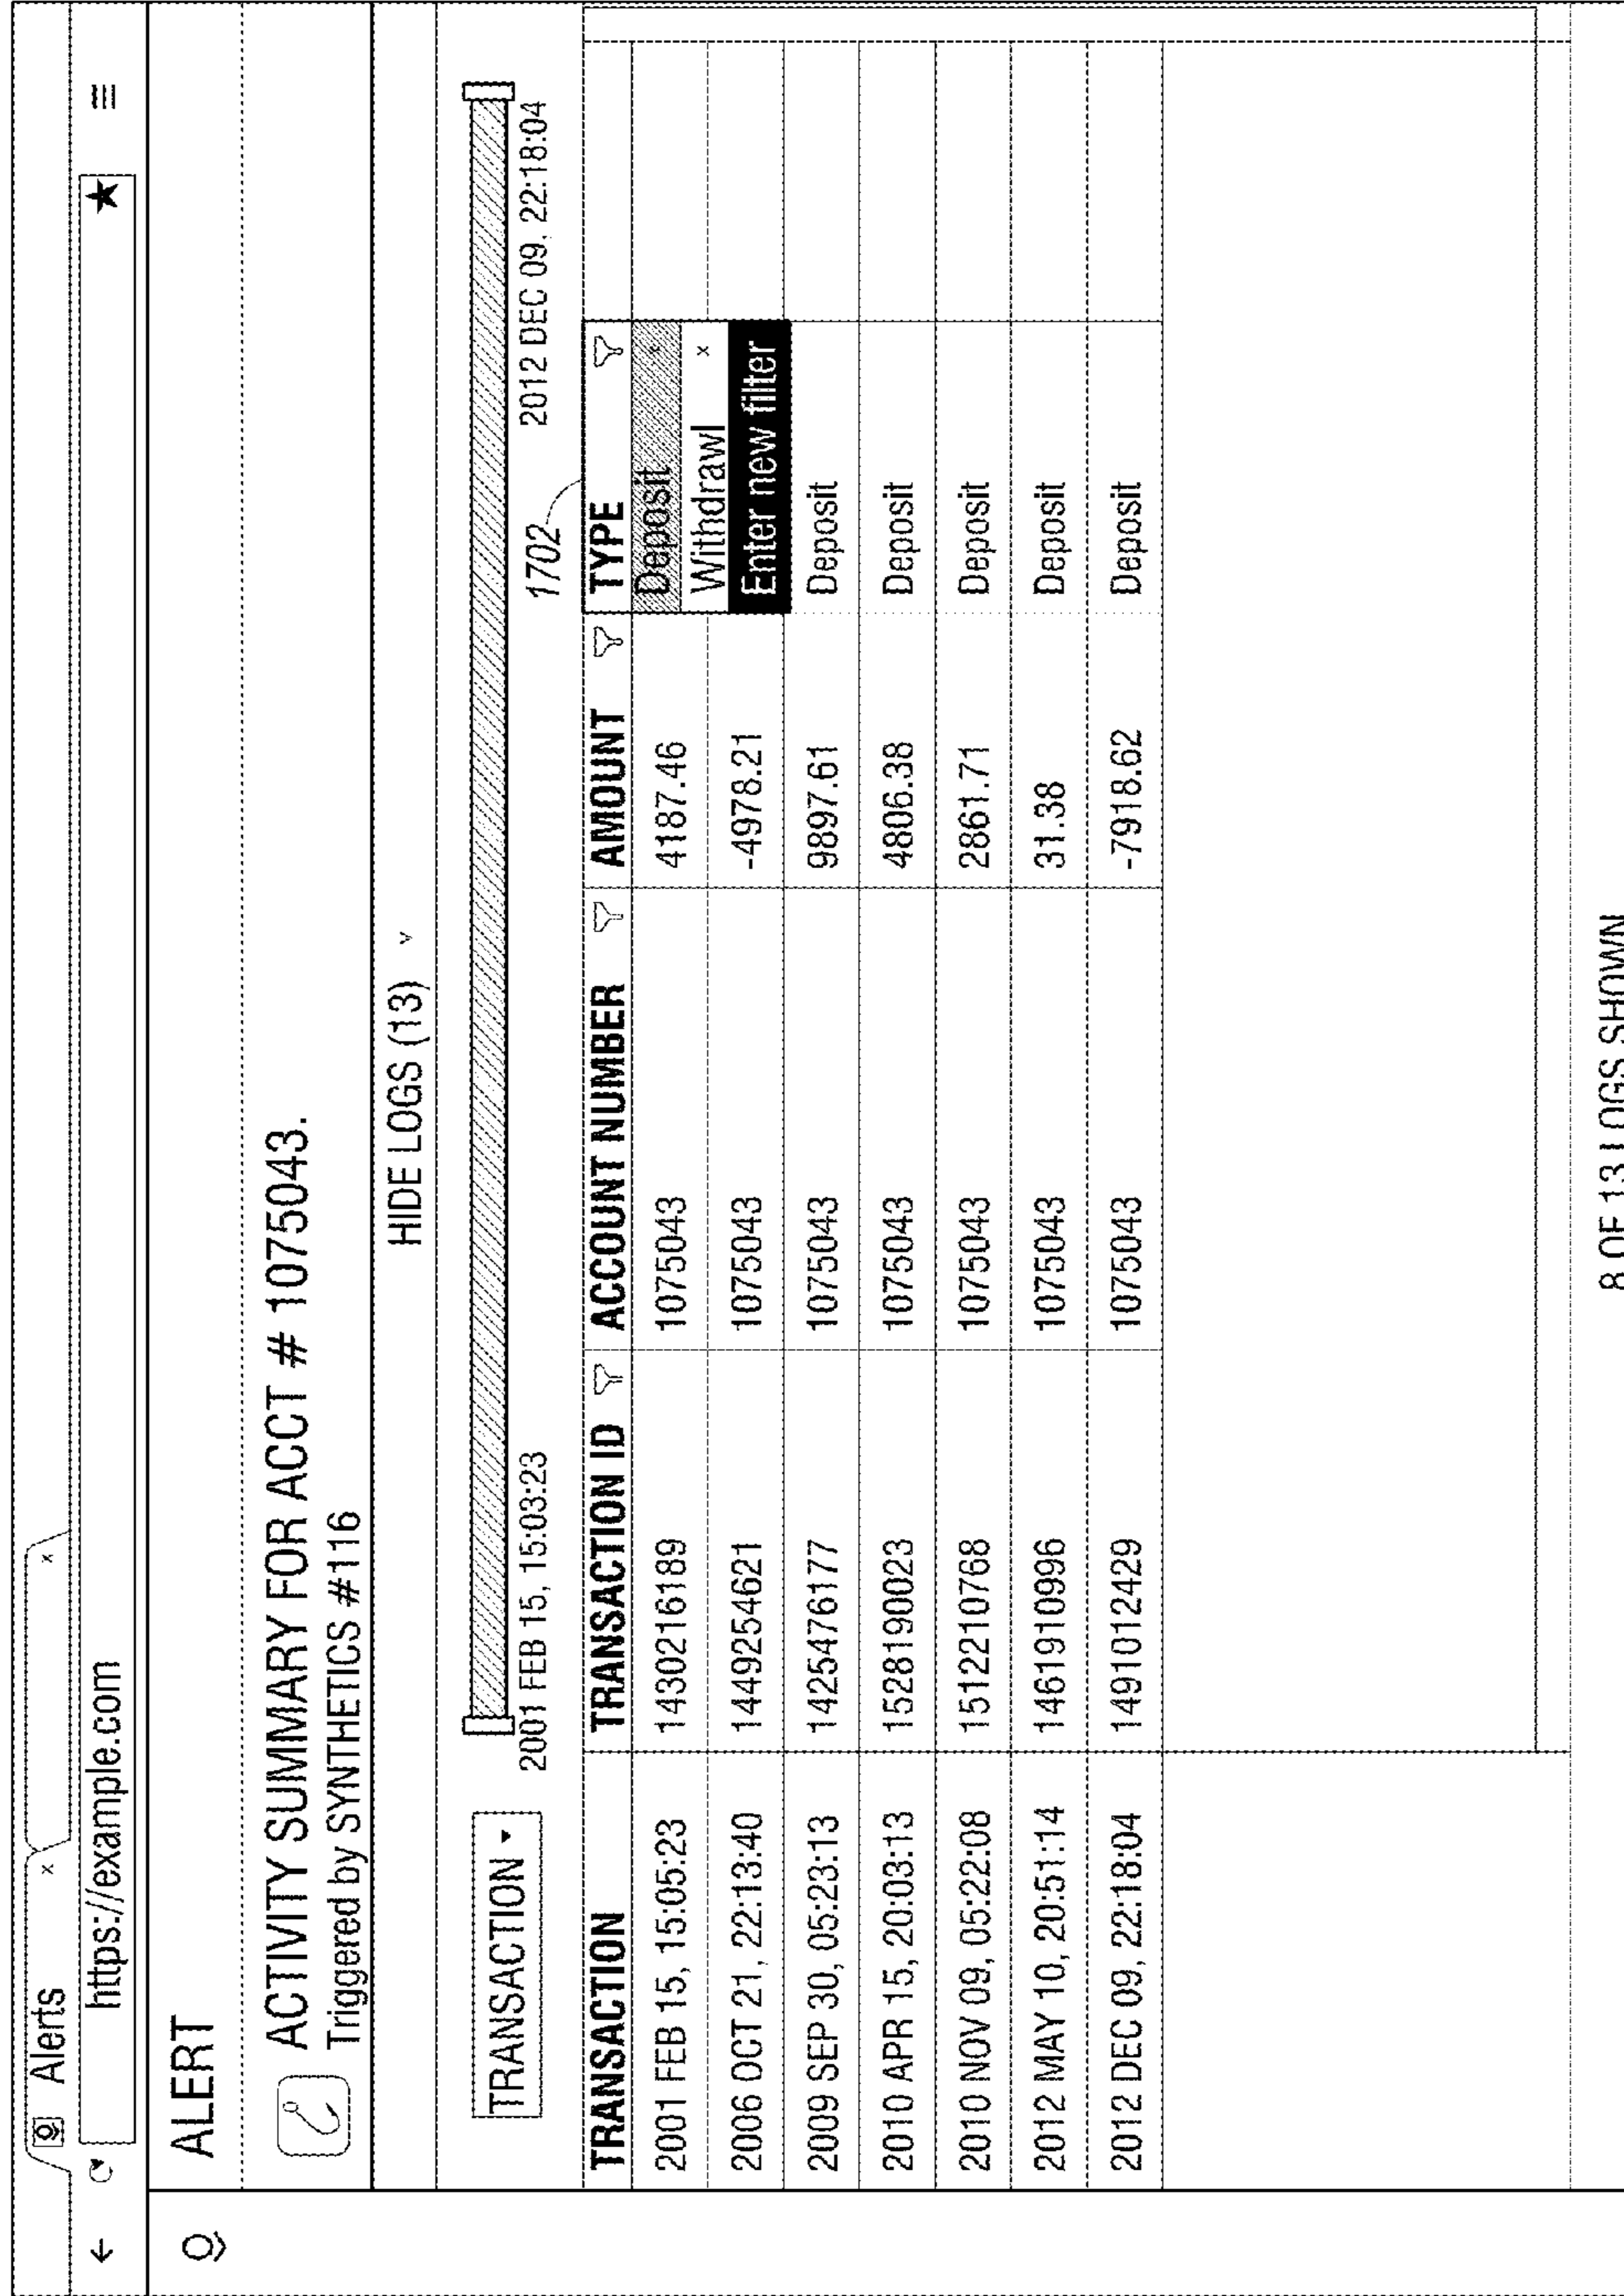 Alerts × ×
https://example.com
ALERT
ACTIVITY SUMMARY FOR ACCT # 1075043.
Triggered by SYNTHETICS #116
HIDE LOGS (13) v
TRANSACTION ▾
2001 FEB 15, 15:03:23 2012 DEC 09, 22:18:04
1702
TRANSACTION TRANSACTION ID ACCOUNT NUMBER AMOUNT TYPE
2001 FEB 15, 15:05:23 1430216189 1075043 4187.46 Deposit ×
Withdrawl ×
2006 OCT 21, 22:13:40 1449254621 1075043 -4978.21 Enter new filter
2009 SEP 30, 05:23:13 1425476177 1075043 9897.61 Deposit
2010 APR 15, 20:03:13 1528190023 1075043 4806.38 Deposit
2010 NOV 09, 05:22:08 1512210768 1075043 2861.71 Deposit
2012 MAY 10, 20:51:14 1461910996 1075043 31.38 Deposit
2012 DEC 09, 22:18:04 1491012429 1075043 -7918.62 Deposit
8 OF 13 LOGS SHOWN